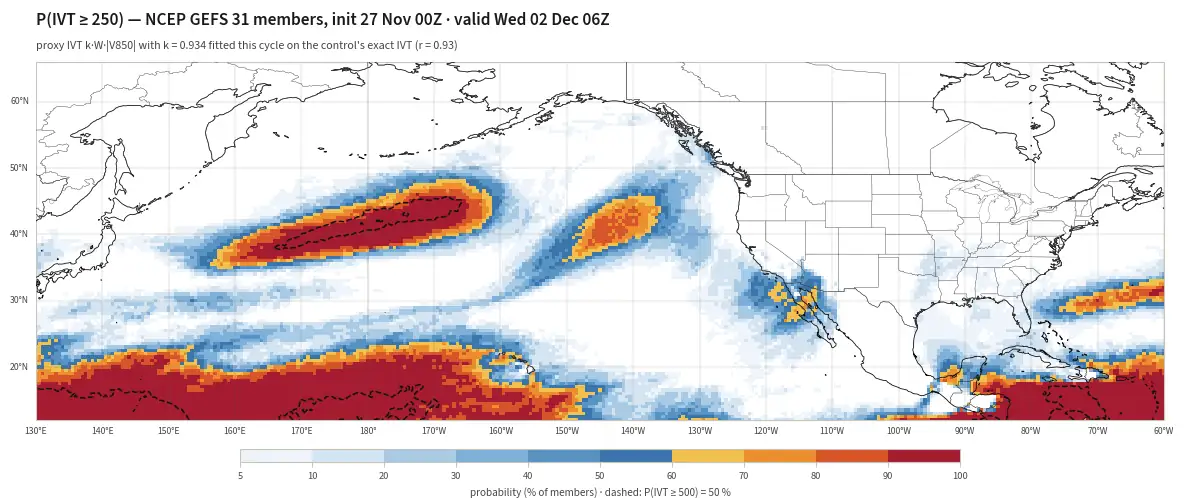 P(IVT ≥ 250) — NCEP GEFS 31 members, init 27 Nov 00Z · valid Wed 02 Dec 06Z
proxy IVT k·W·|V850| with k = 0.934 fitted this cycle on the control's exact IVT (r = 0.93)
60°N
50°N
40°N
30°N
20°N
130°E 140°E 150°E 160°E 170°E 180° 170°W 160°W 150°W 140°W 130°W 120°W 110°W 100°W 90°W 80°W 70°W 60°W
5 10 20 30 40 50 60 70 80 90 100
probability (% of members) · dashed: P(IVT ≥ 500) = 50 %